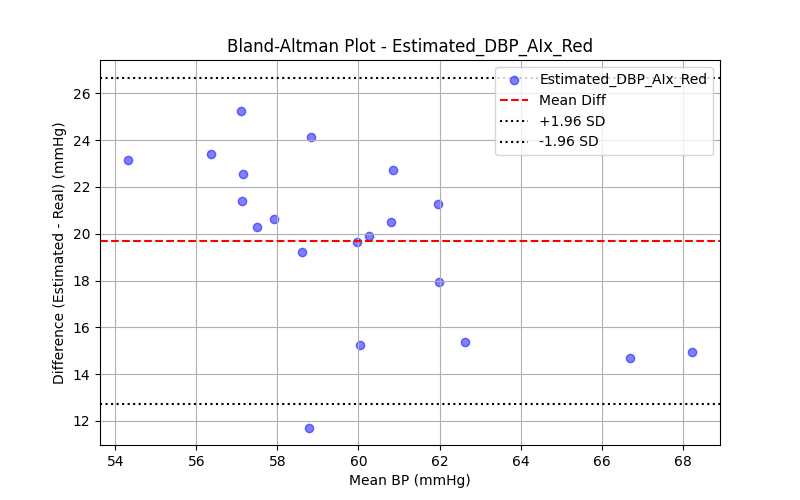 Bland-Altman Plot - Estimated_DBP_AIx_Red
Estimated_DBP_AIx_Red
Mean Diff
+1.96 SD
-1.96 SD
Difference (Estimated - Real) (mmHg)
26
24
22
20
18
16
14
12
54 56 58 60 62 64 66 68
Mean BP (mmHg)